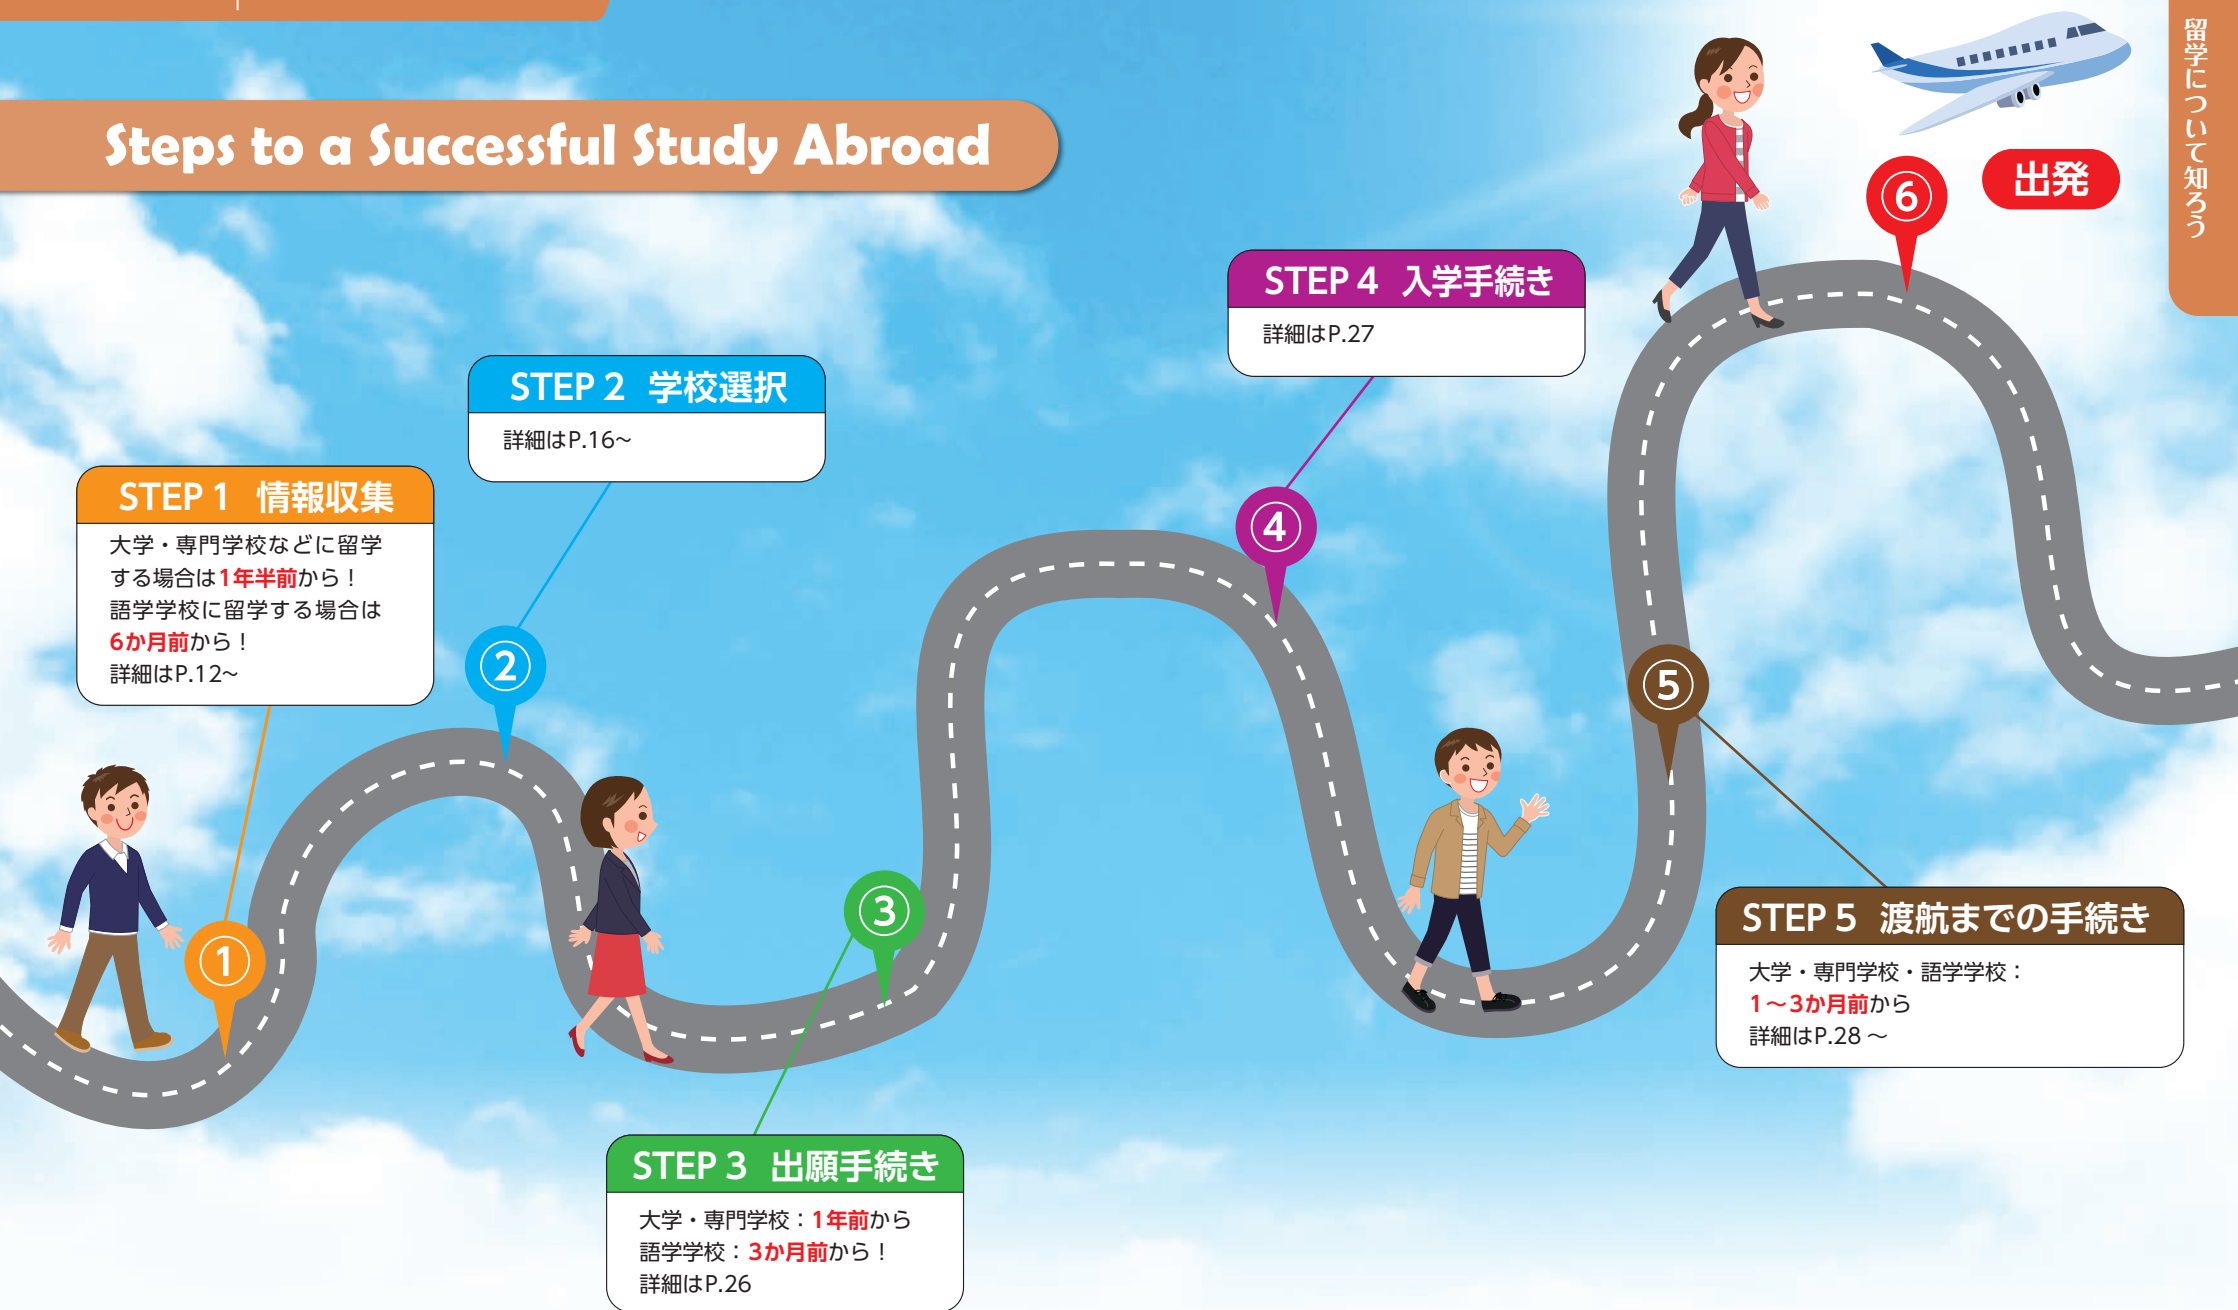 Steps to a Successful Study Abroad
留学について知ろう
STEP 1 情報収集
大学・専門学校などに留学
する場合は1年半前から！
語学学校に留学する場合は
6か月前から！
詳細はP.12~
①
STEP 2 学校選択
詳細はP.16～
②
STEP 3 出願手続き
大学・専門学校：1年前から
語学学校：3か月前から！
詳細はP.26
③
STEP 4 入学手続き
詳細はP.27
④
STEP 5 渡航までの手続き
大学・専門学校・語学学校：
1～3か月前から
詳細はP.28 ～
⑤
⑥
出発